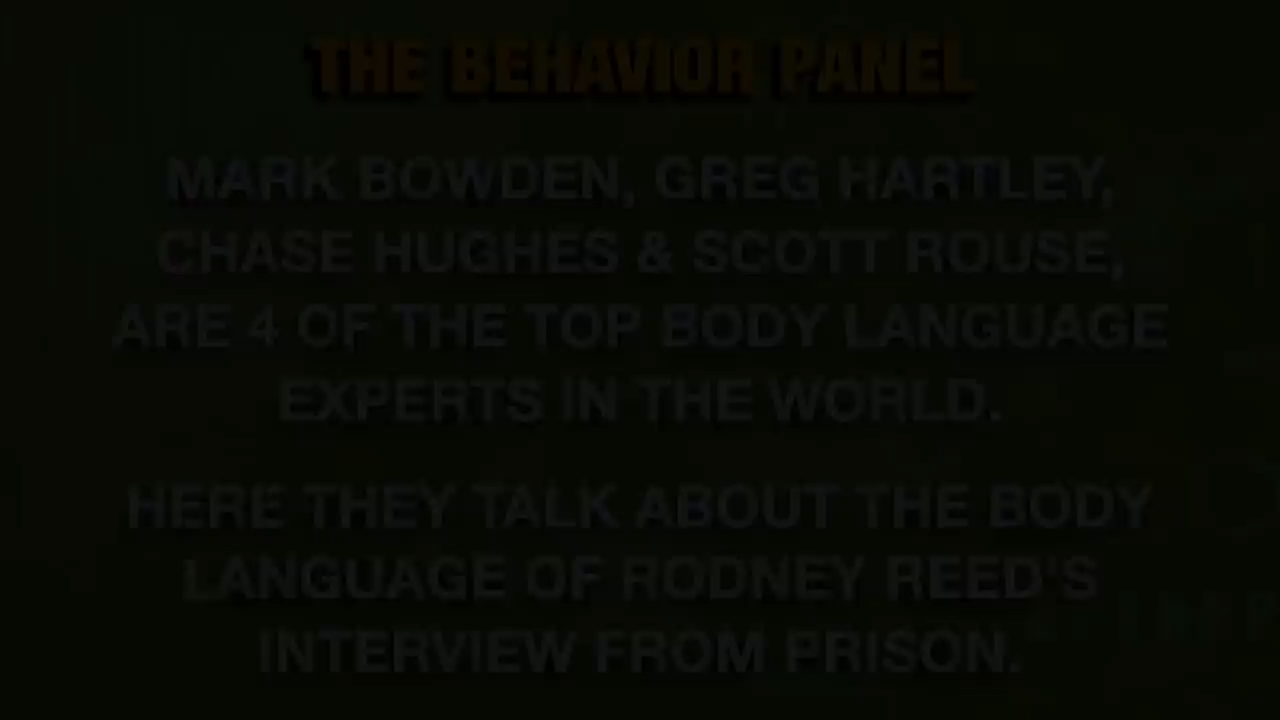 THE BEHAVIOR PANEL
MARK BOWDEN, GREG HARTLEY,
CHASE HUGHES & SCOTT ROUSE,
ARE 4 OF THE TOP BODY LANGUAGE
EXPERTS IN THE WORLD.
HERE THEY TALK ABOUT THE BODY
LANGUAGE OF RODNEY REED'S
INTERVIEW FROM PRISON.